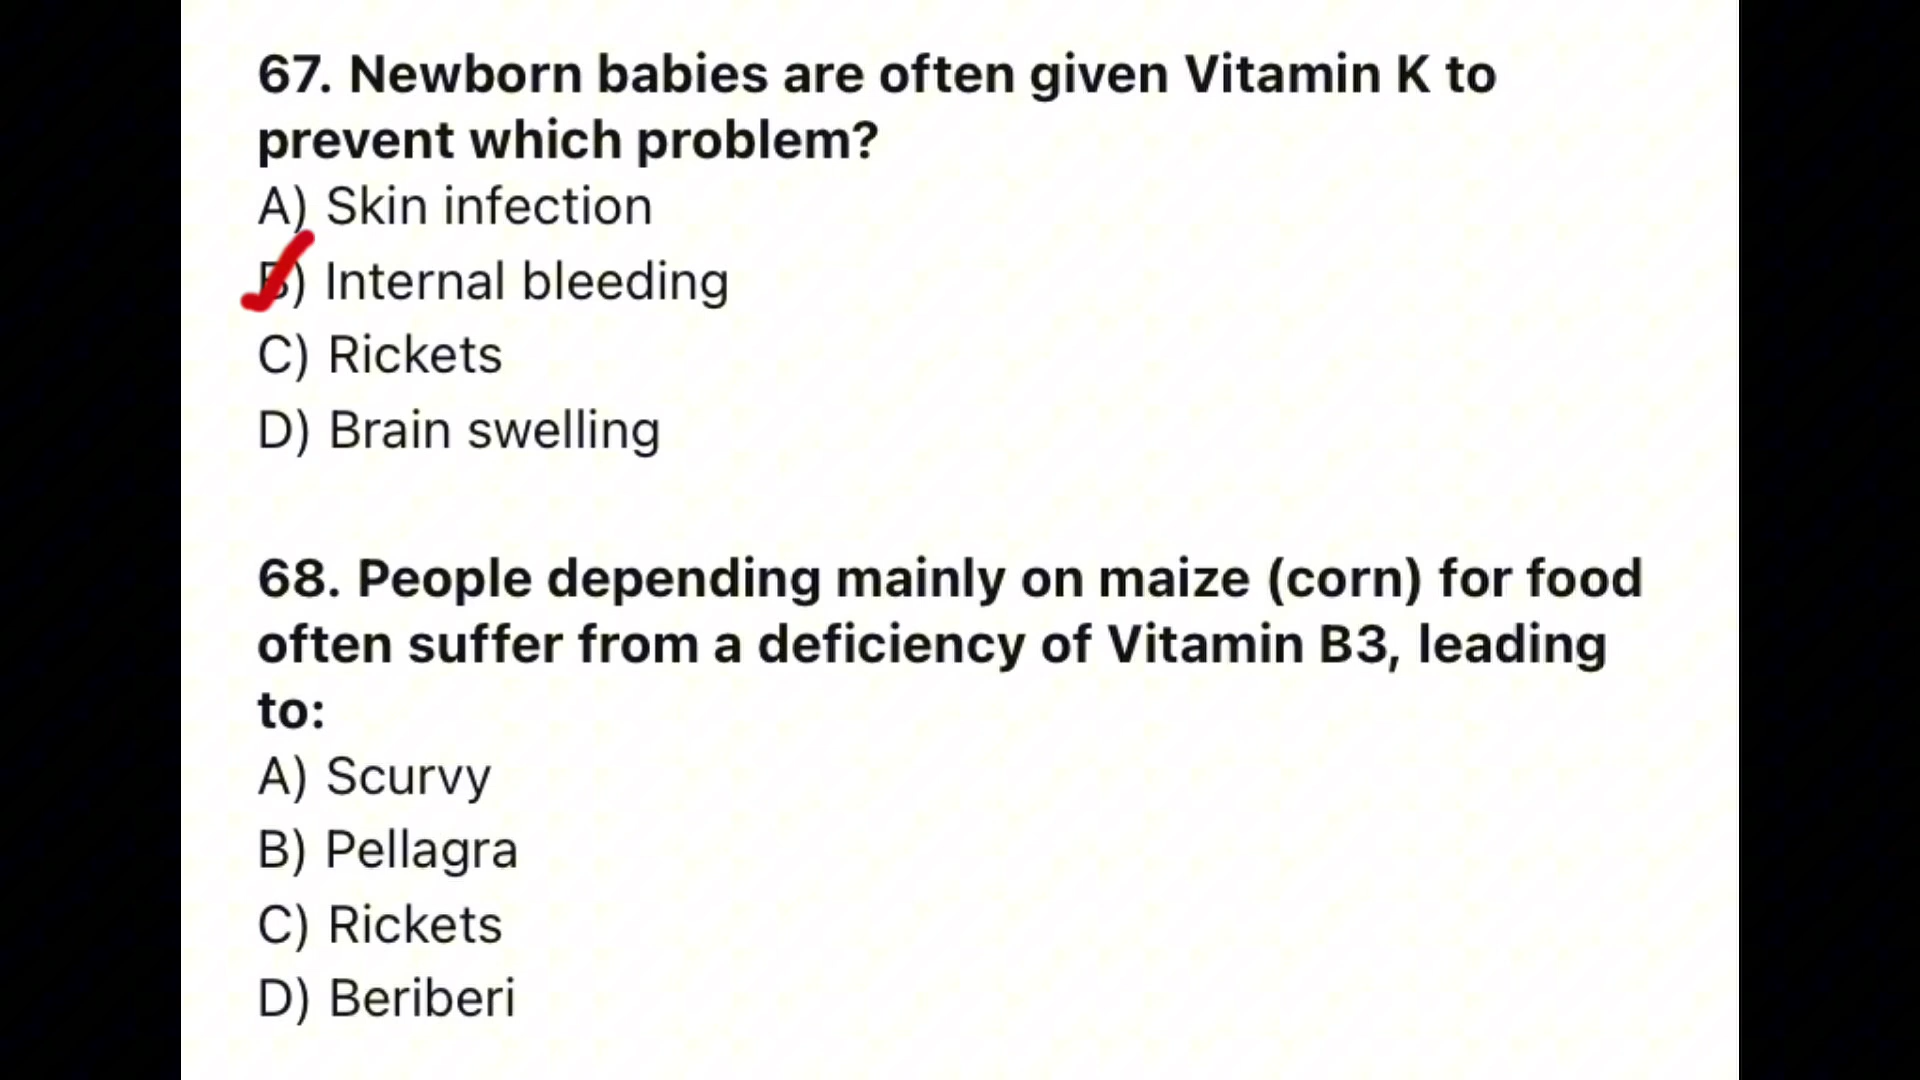 67. Newborn babies are often given Vitamin K to
prevent which problem?
A) Skin infection
B) Internal bleeding
C) Rickets
D) Brain swelling
68. People depending mainly on maize (corn) for food
often suffer from a deficiency of Vitamin B3, leading
to:
A) Scurvy
B) Pellagra
C) Rickets
D) Beriberi